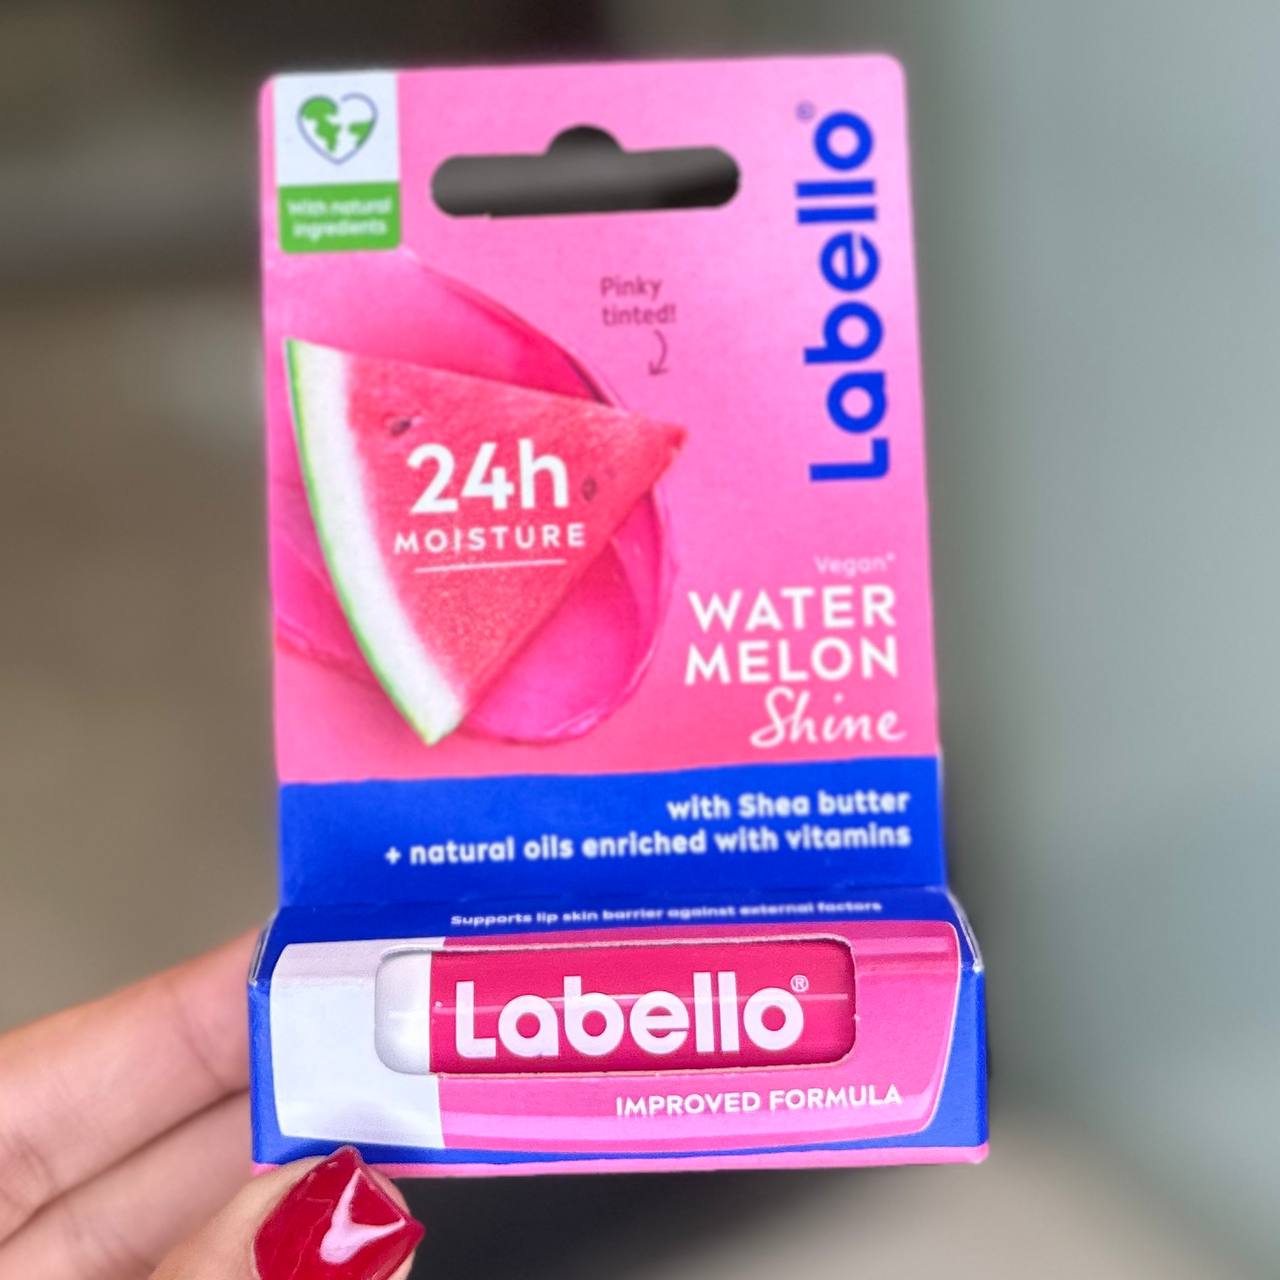 With natural
ingredients
Labello®
Pinky
tinted!
24h
MOISTURE
Vegan*
WATER
MELON
Shine
with Shea butter
+ natural oils enriched with vitamins
Supports lip skin barrier against external factors
Labello®
IMPROVED FORMULA